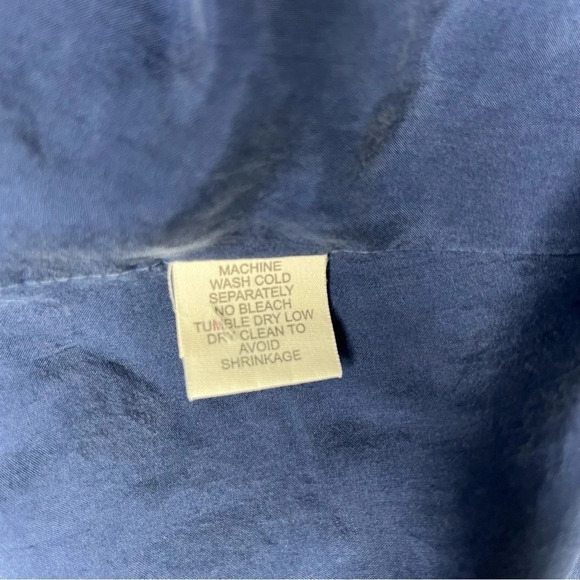 MACHINE
WASH COLD
SEPARATELY
NO BLEACH
TUMBLE DRY LOW
DRY CLEAN TO
AVOID
SHRINKAGE